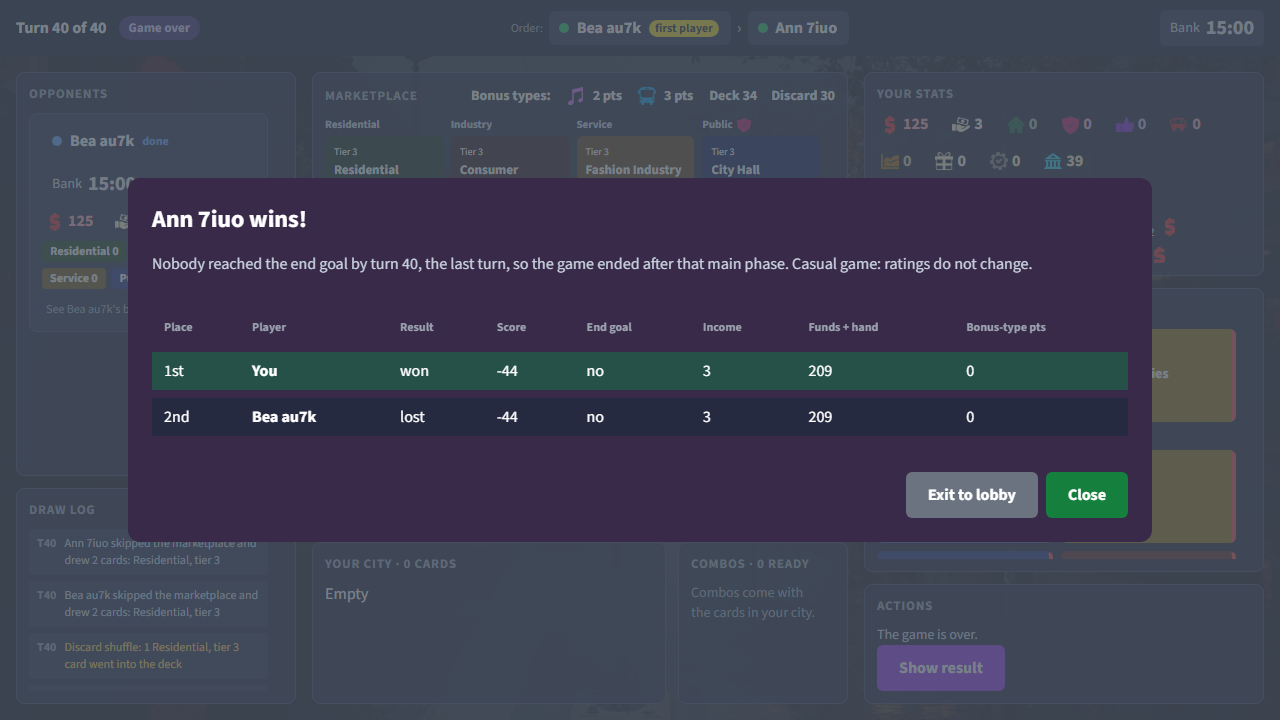 Turn 40 of 40 Game over Order: Bea au7k first player › Ann 7iuo Bank 15:00
OPPONENTS
Bea au7k done
Bank 15:00
125
Residential 0
Service 0
See Bea au7k's
MARKETPLACE Bonus types: 2 pts 3 pts Deck 34 Discard 30
Residential Industry Service Public
Tier 3 Tier 3 Tier 3 Tier 3
Residential Consumer Fashion Industry City Hall
YOUR STATS
125 3 0 0 0 0
0 0 0 39
Ann 7iuo wins!
Nobody reached the end goal by turn 40, the last turn, so the game ended after that main phase. Casual game: ratings do not change.
Place Player Result Score End goal Income Funds + hand Bonus-type pts
1st You won -44 no 3 209 0
2nd Bea au7k lost -44 no 3 209 0
Exit to lobby Close
DRAW LOG
T40 Ann 7iuo skipped the marketplace and
drew 2 cards: Residential, tier 3
T40 Bea au7k skipped the marketplace and
drew 2 cards: Residential, tier 3
T40 Discard shuffle: 1 Residential, tier 3
card went into the deck
YOUR CITY · 0 CARDS
Empty
COMBOS · 0 READY
Combos come with
the cards in your city.
ACTIONS
The game is over.
Show result